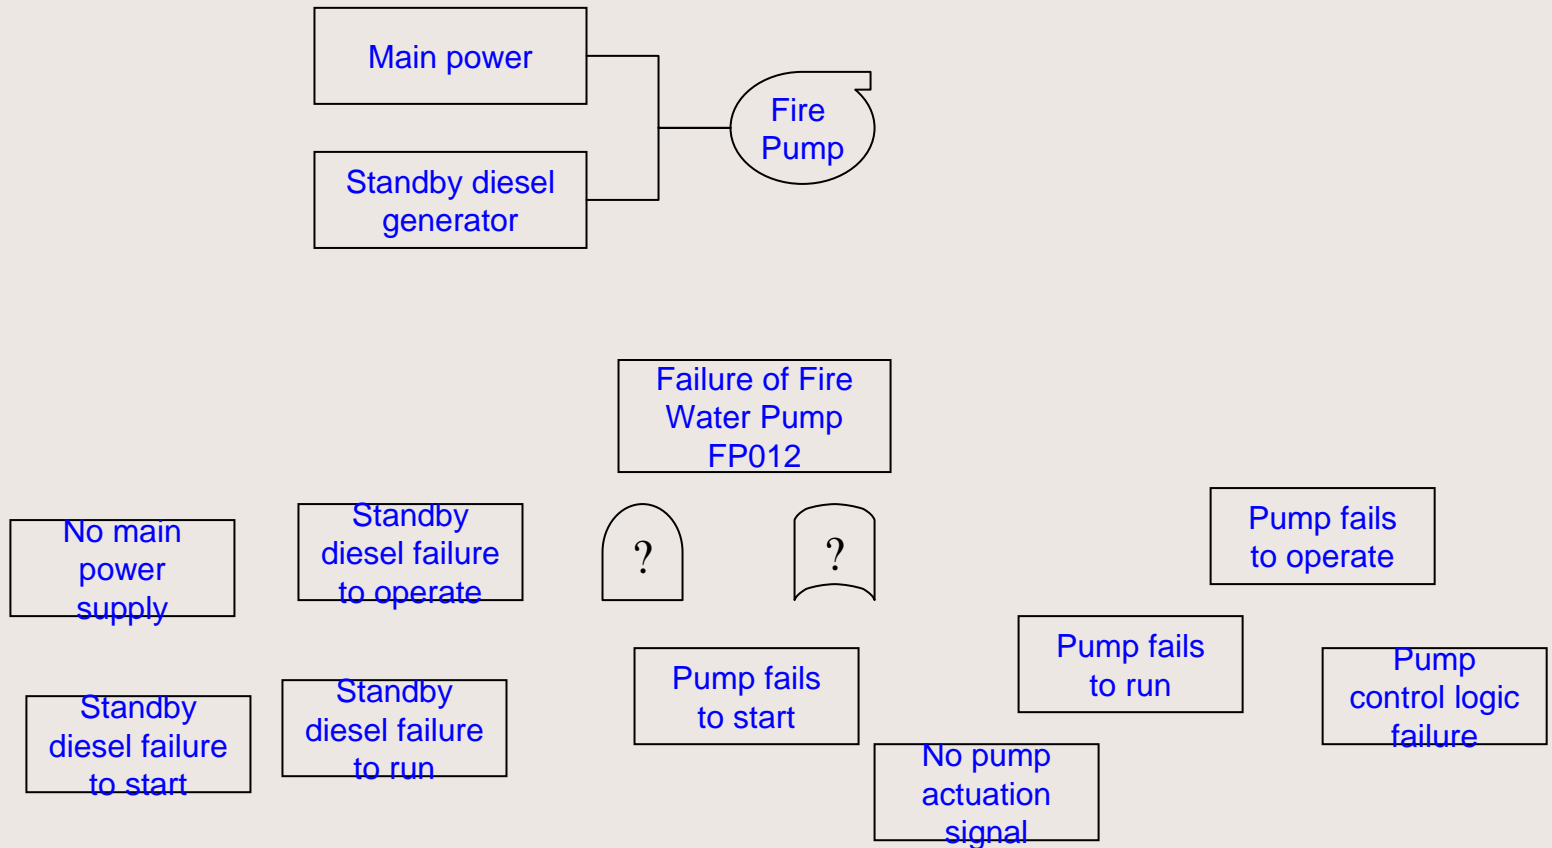 Main power
Fire
Pump
Standby diesel
generator
Failure of Fire
Water Pump
FP012
No main
power
supply
Standby
diesel failure
to operate
?
?
Pump fails
to operate
Standby
diesel failure
to start
Standby
diesel failure
to run
Pump fails
to start
Pump fails
to run
Pump
control logic
failure
No pump
actuation
signal